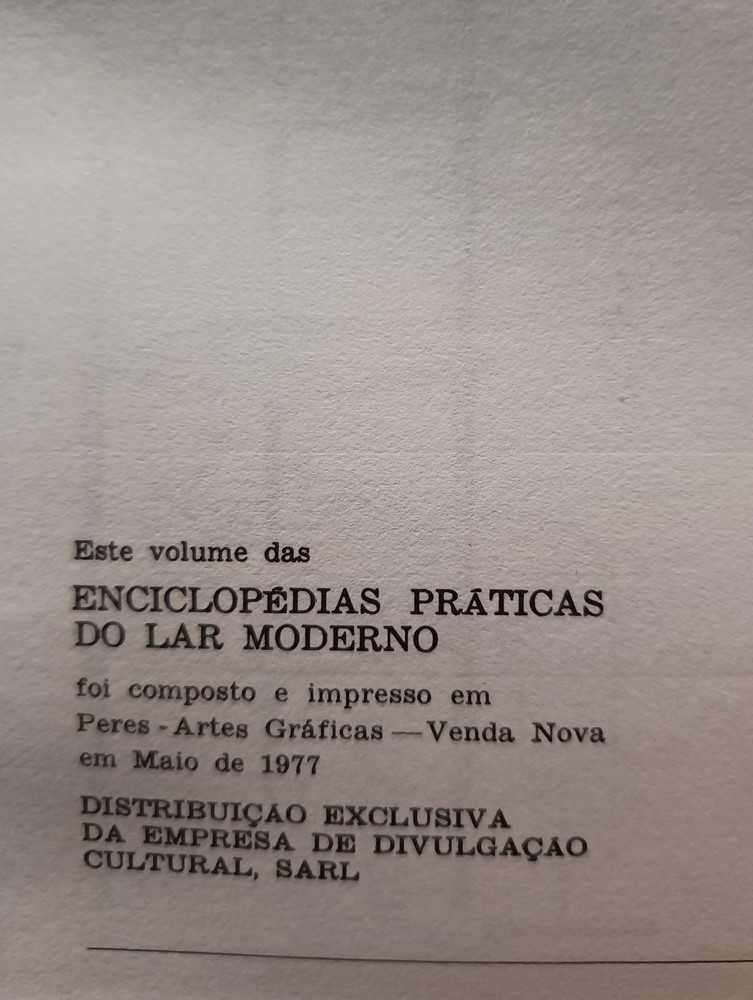 Este volume das
ENCICLOPÉDIAS PRÁTICAS
DO LAR MODERNO
foi composto e impresso em
Peres - Artes Gráficas — Venda Nova
em Maio de 1977
DISTRIBUIÇÃO EXCLUSIVA
DA EMPRESA DE DIVULGAÇÃO
CULTURAL, SARL